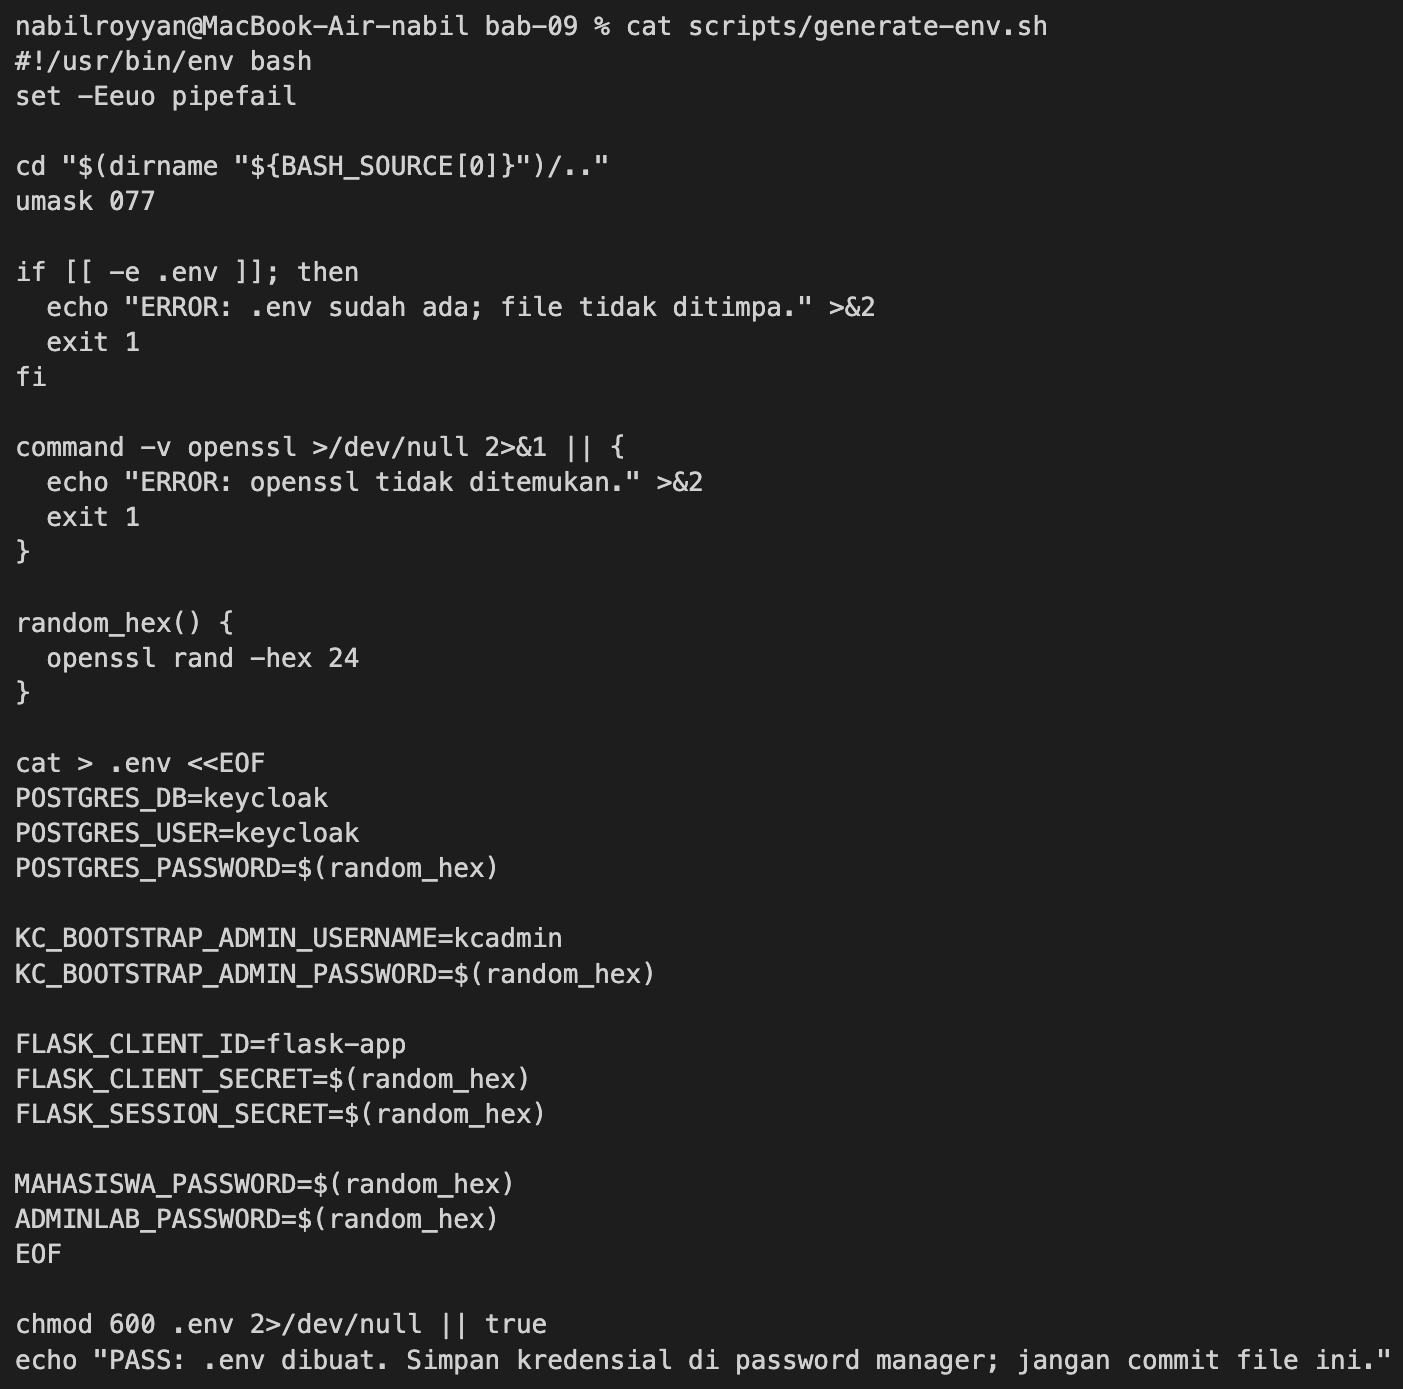 nabilroyyan@MacBook-Air-nabil bab-09 % cat scripts/generate-env.sh
#!/usr/bin/env bash
set -Eeuo pipefail

cd "$(dirname "${BASH_SOURCE[0]}")/.."
umask 077

if [[ -e .env ]]; then
  echo "ERROR: .env sudah ada; file tidak ditimpa." >&2
  exit 1
fi

command -v openssl >/dev/null 2>&1 || {
  echo "ERROR: openssl tidak ditemukan." >&2
  exit 1
}

random_hex() {
  openssl rand -hex 24
}

cat > .env <<EOF
POSTGRES_DB=keycloak
POSTGRES_USER=keycloak
POSTGRES_PASSWORD=$(random_hex)

KC_BOOTSTRAP_ADMIN_USERNAME=kcadmin
KC_BOOTSTRAP_ADMIN_PASSWORD=$(random_hex)

FLASK_CLIENT_ID=flask-app
FLASK_CLIENT_SECRET=$(random_hex)
FLASK_SESSION_SECRET=$(random_hex)

MAHASISWA_PASSWORD=$(random_hex)
ADMINLAB_PASSWORD=$(random_hex)
EOF

chmod 600 .env 2>/dev/null || true
echo "PASS: .env dibuat. Simpan kredensial di password manager; jangan commit file ini."